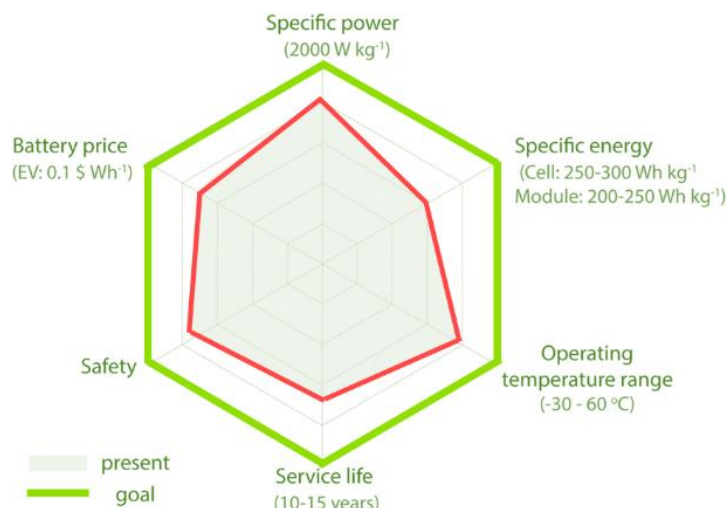 Specific power
(2000 W kg⁻¹)
Battery price
(EV: 0.1 $ Wh⁻¹)
Specific energy
(Cell: 250-300 Wh kg⁻¹
Module: 200-250 Wh kg⁻¹)
Safety
Operating
temperature range
(-30 - 60 °C)
Service life
(10-15 years)
present
goal